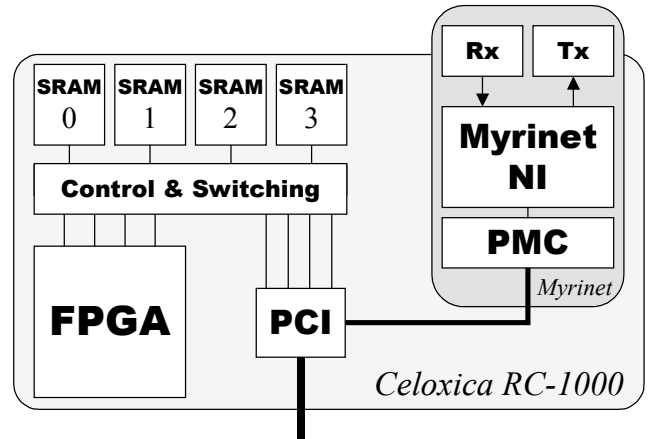 Rx
Tx
SRAM
0
SRAM
1
SRAM
2
SRAM
3
Myrinet
NI
Control & Switching
PMC
Myrinet
FPGA
PCI
Celoxica RC-1000